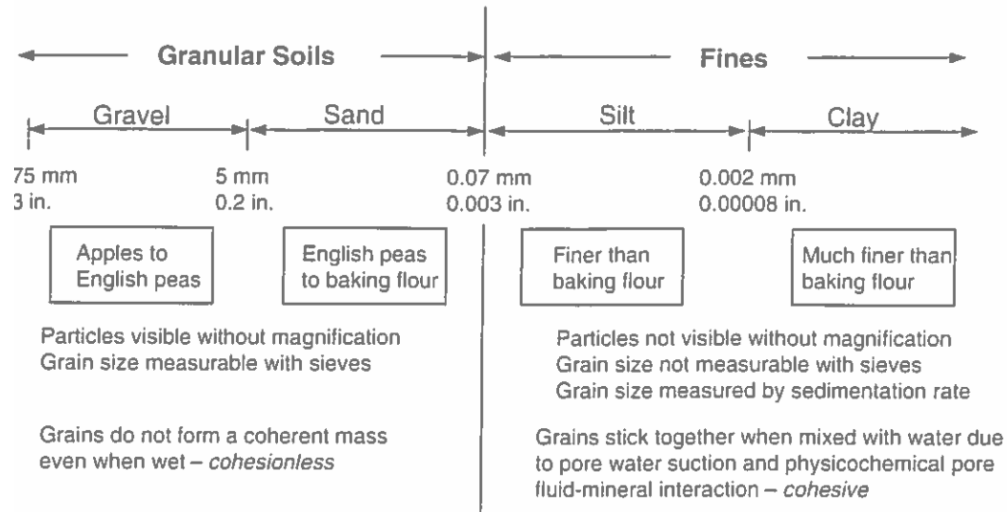 Granular Soils
Fines
Gravel
Sand
Silt
Clay
75 mm
3 in.
5 mm
0.2 in.
0.07 mm
0.003 in.
0.002 mm
0.00008 in.
Apples to
English peas
English peas
to baking flour
Finer than
baking flour
Much finer than
baking flour
Particles visible without magnification
Grain size measurable with sieves
Particles not visible without magnification
Grain size not measurable with sieves
Grain size measured by sedimentation rate
Grains do not form a coherent mass
even when wet – cohesionless
Grains stick together when mixed with water due
to pore water suction and physicochemical pore
fluid-mineral interaction – cohesive